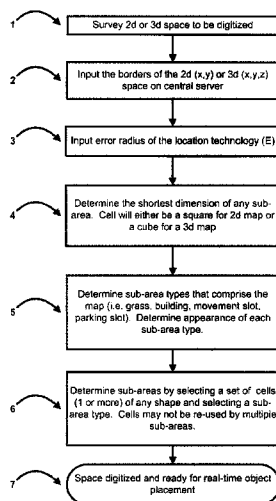 1
Survey 2d or 3d space to be digitized
2
Input the borders of the 2d (x,y) or 3d (x,y,z)
space on central server
3
Input error radius of the location technology (E)
4
Determine the shortest dimension of any sub-
area. Cell will either be a square for 2d map or
a cube for a 3d map
5
Determine sub-area types that comprise the
map (i.e. grass, building, movement slot,
parking slot). Determine appearance of each
sub-area type.
6
Determine sub-areas by selecting a set of cells
(1 or more) of any shape and selecting a sub-
area type. Cells may not be re-used by multiple
sub-areas.
7
Space digitized and ready for real-time object
placement